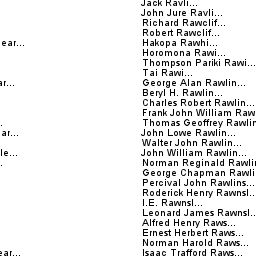 Jack Ravli...
John Jure Ravli...
Richard Rawclif...
Robert Rawclif...
ear... Hakopa Rawhi...
Horomona Rawi...
Thompson Pariki Rawi...
Tai Rawi...
ar... George Alan Rawlin...
Beryl H. Rawlin...
Charles Robert Rawlin...
Frank John William Raw
.. Thomas Geoffrey Rawlin
ar... John Lowe Rawlin...
Walter John Rawlin...
le... John William Rawlin...
.. Norman Reginald Rawlin
George Chapman Rawli
Percival John Rawlins...
Roderick Henry Rawnsl..
I.E. Rawnsl...
Leonard James Rawnsl..
Alfred Henry Raws...
Ernest Herbert Raws...
Norman Harold Raws...
ear... Isaac Trafford Raws...